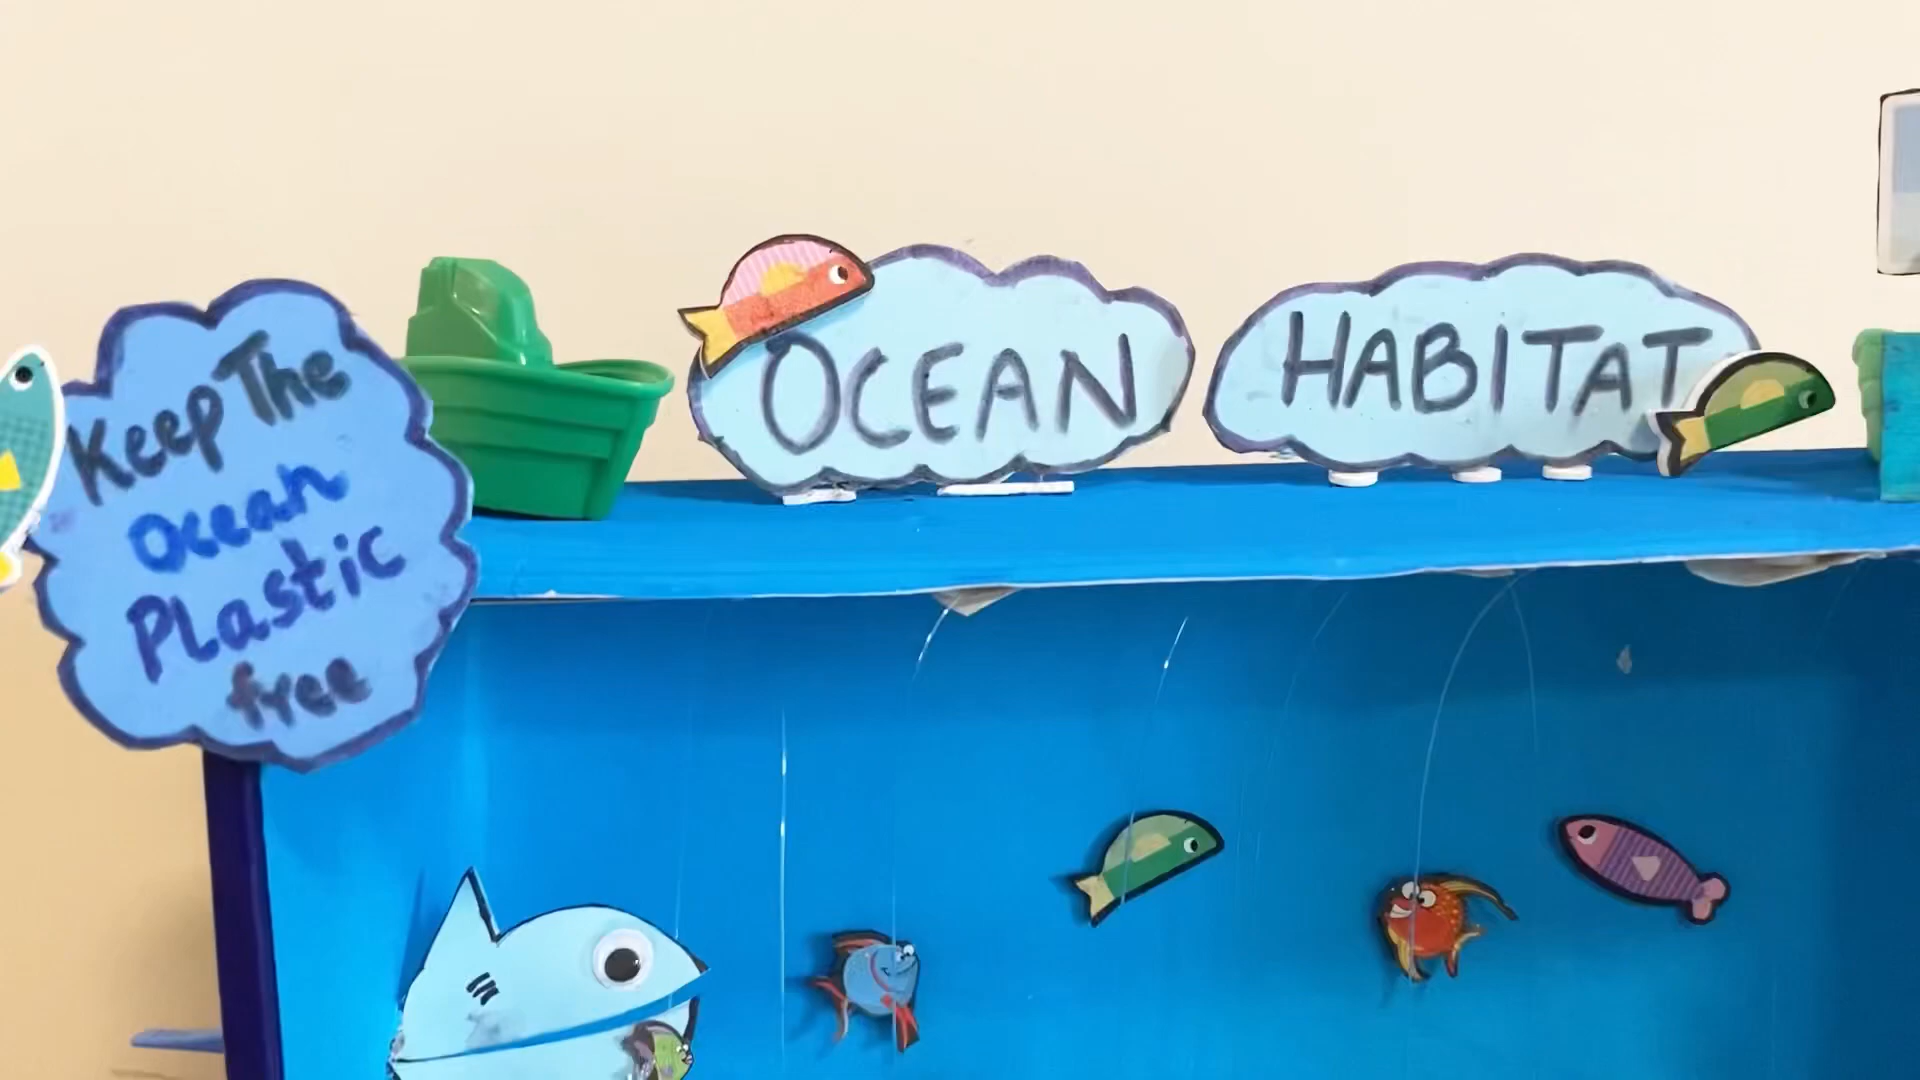 Keep The
Ocean
PLastic
free
OCEAN
HABITAT